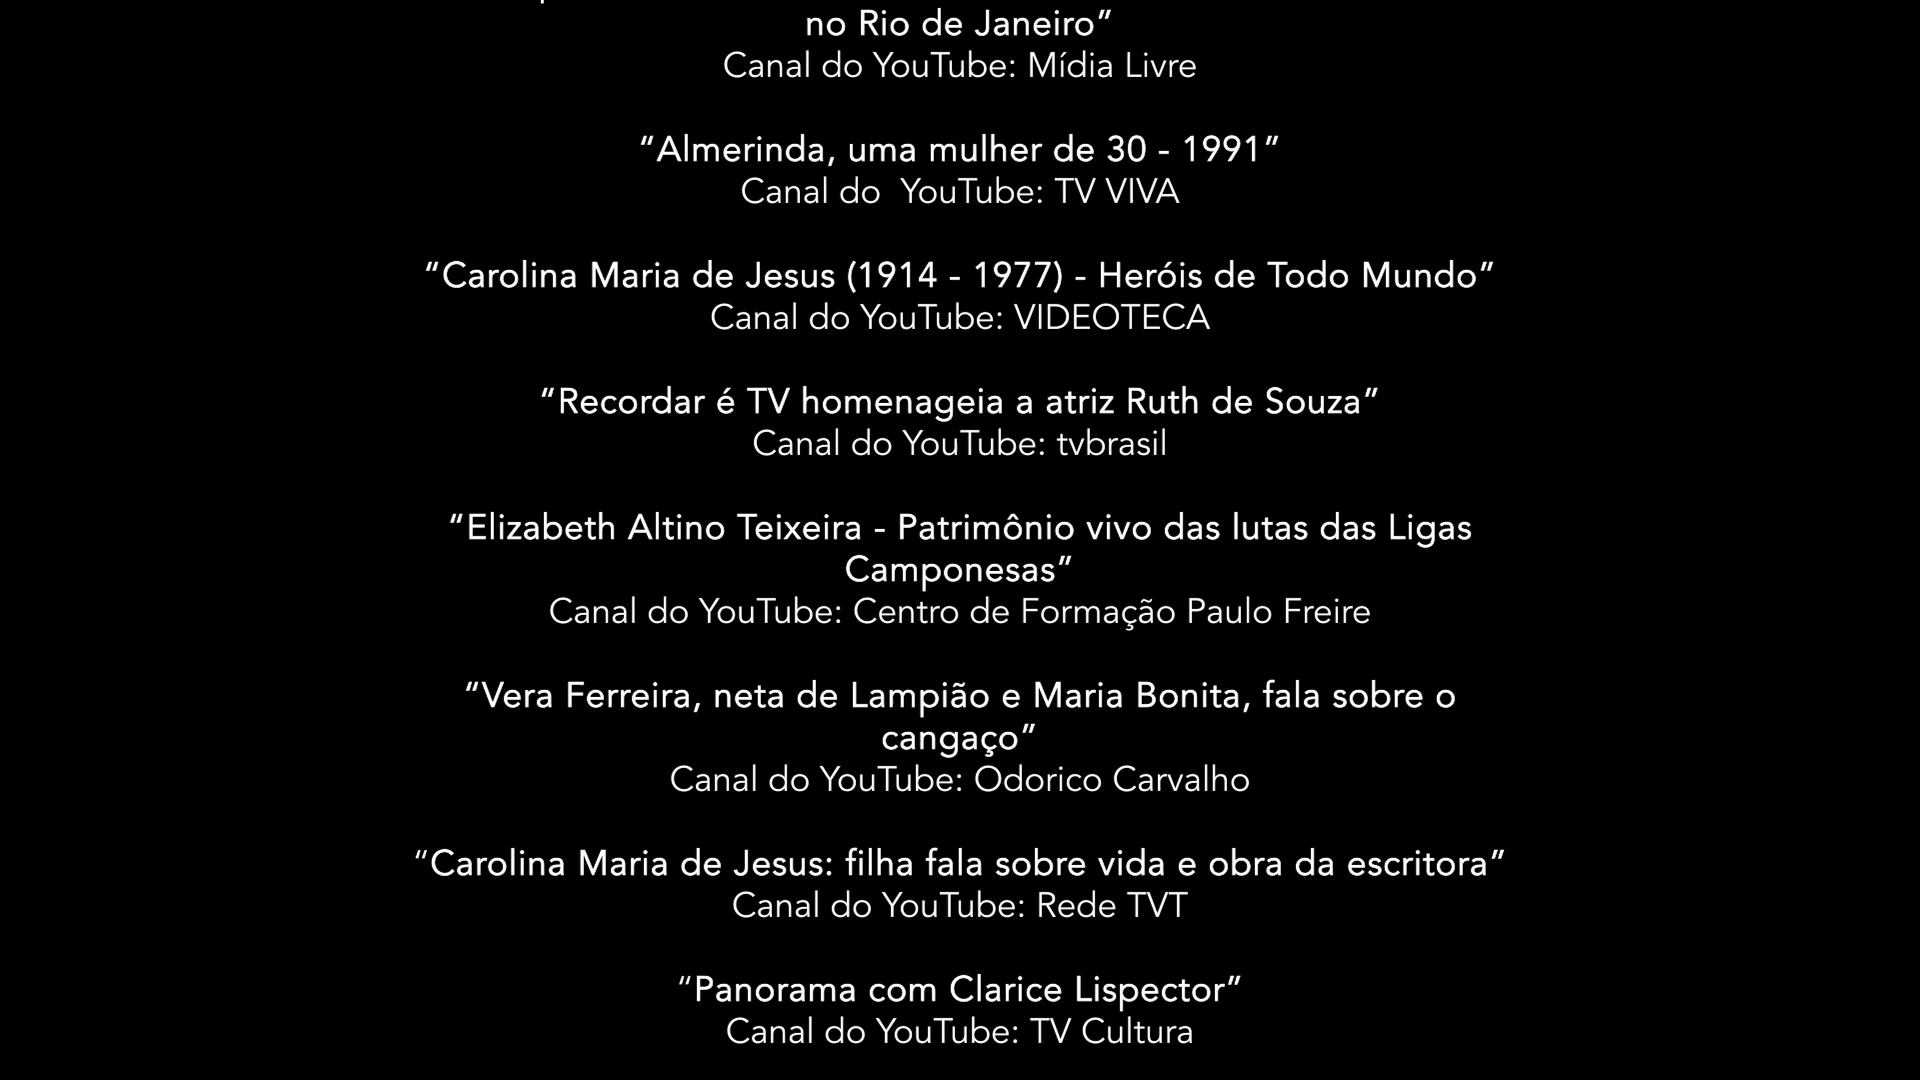 no Rio de Janeiro”
Canal do YouTube: Mídia Livre
“Almerinda, uma mulher de 30 - 1991”
Canal do  YouTube: TV VIVA
“Carolina Maria de Jesus (1914 - 1977) - Heróis de Todo Mundo”
Canal do YouTube: VIDEOTECA
“Recordar é TV homenageia a atriz Ruth de Souza”
Canal do YouTube: tvbrasil
“Elizabeth Altino Teixeira - Patrimônio vivo das lutas das Ligas
Camponesas”
Canal do YouTube: Centro de Formação Paulo Freire
“Vera Ferreira, neta de Lampião e Maria Bonita, fala sobre o
cangaço”
Canal do YouTube: Odorico Carvalho
“Carolina Maria de Jesus: filha fala sobre vida e obra da escritora”
Canal do YouTube: Rede TVT
“Panorama com Clarice Lispector”
Canal do YouTube: TV Cultura